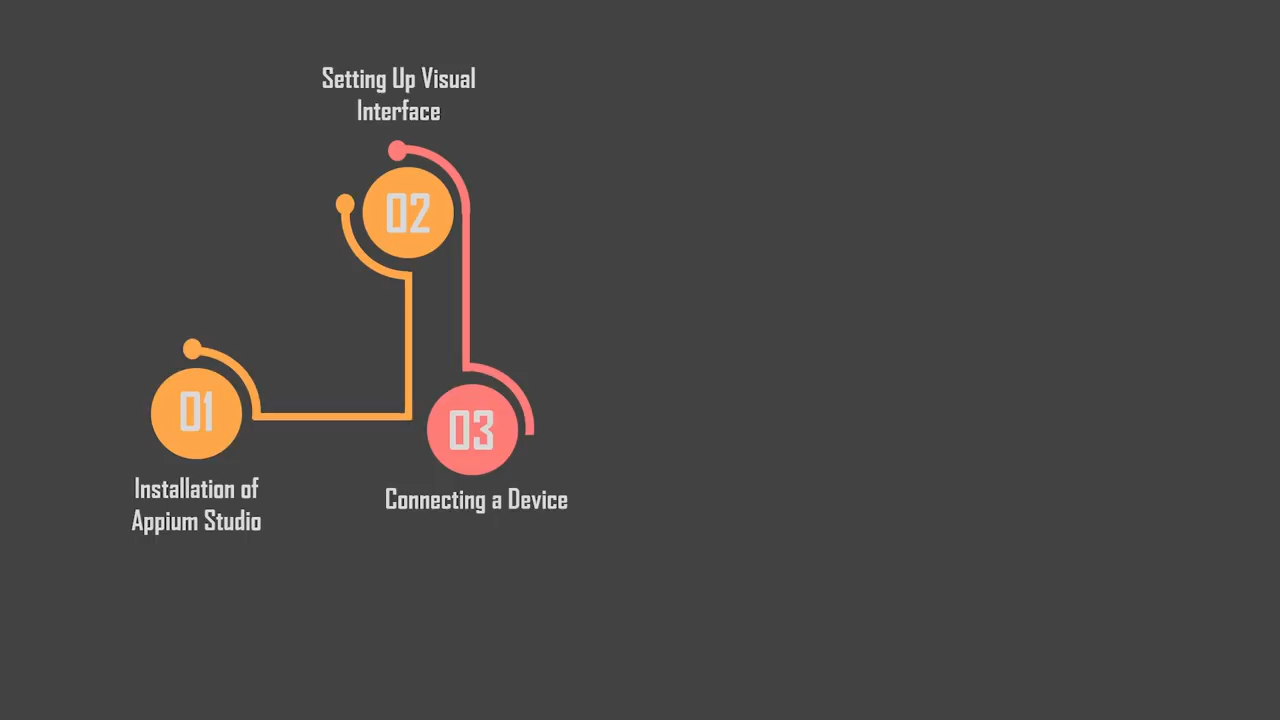 01
Installation of
Appium Studio
Setting Up Visual
Interface
02
03
Connecting a Device